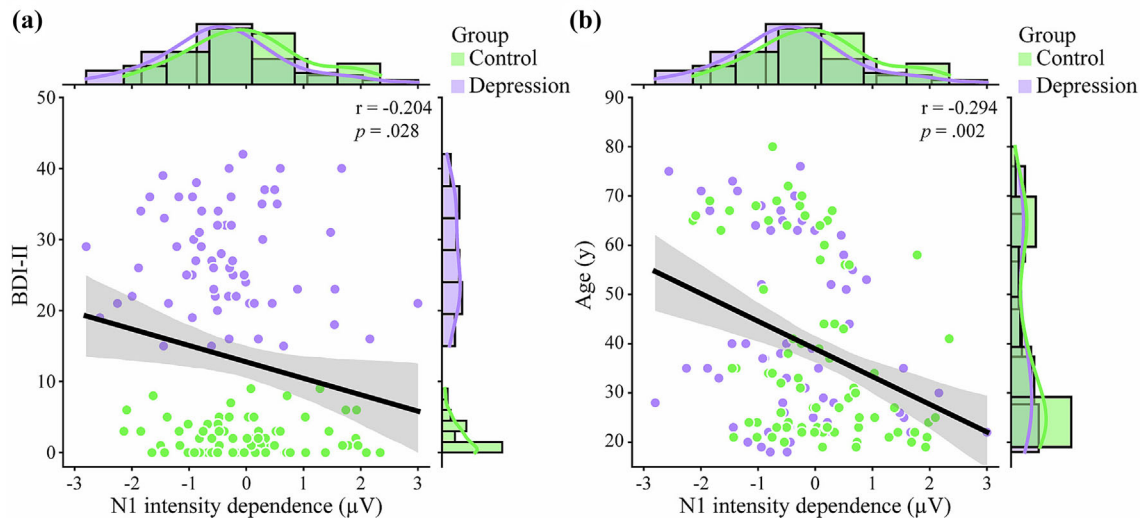 (a)
Group
Control
Depression
r = -0.204
p = .028
50
40
30
20
10
0
BDI-II
-3 -2 -1 0 1 2 3
N1 intensity dependence (µV)
(b)
Group
Control
Depression
r = -0.294
p = .002
90
80
70
60
50
40
30
20
Age (y)
-3 -2 -1 0 1 2 3
N1 intensity dependence (µV)